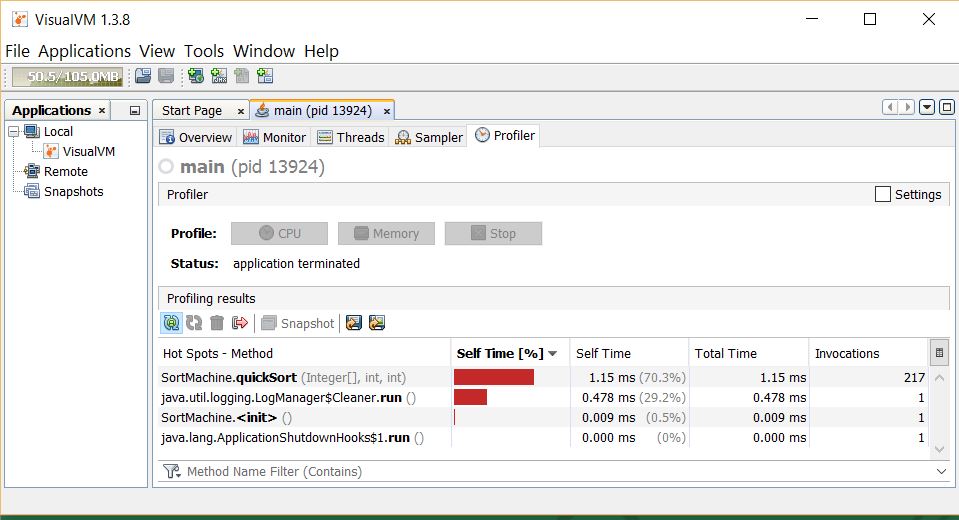 VisualVM 1.3.8
File Applications View Tools Window Help
50.5/105.0MB
Applications
Start Page
main (pid 13924)
Local
VisualVM
Remote
Snapshots
Overview Monitor Threads Sampler Profiler
main (pid 13924)
Profiler
Settings
Profile: CPU Memory Stop
Status: application terminated
Profiling results
Snapshot
Hot Spots - Method Self Time [%] Self Time Total Time Invocations
SortMachine.quickSort (Integer[], int, int) 1.15 ms (70.3%) 1.15 ms 217
java.util.logging.LogManager$Cleaner.run () 0.478 ms (29.2%) 0.478 ms 1
SortMachine.<init> () 0.009 ms (0.5%) 0.009 ms 1
java.lang.ApplicationShutdownHooks$1.run () 0.000 ms (0%) 0.000 ms 1
Method Name Filter (Contains)